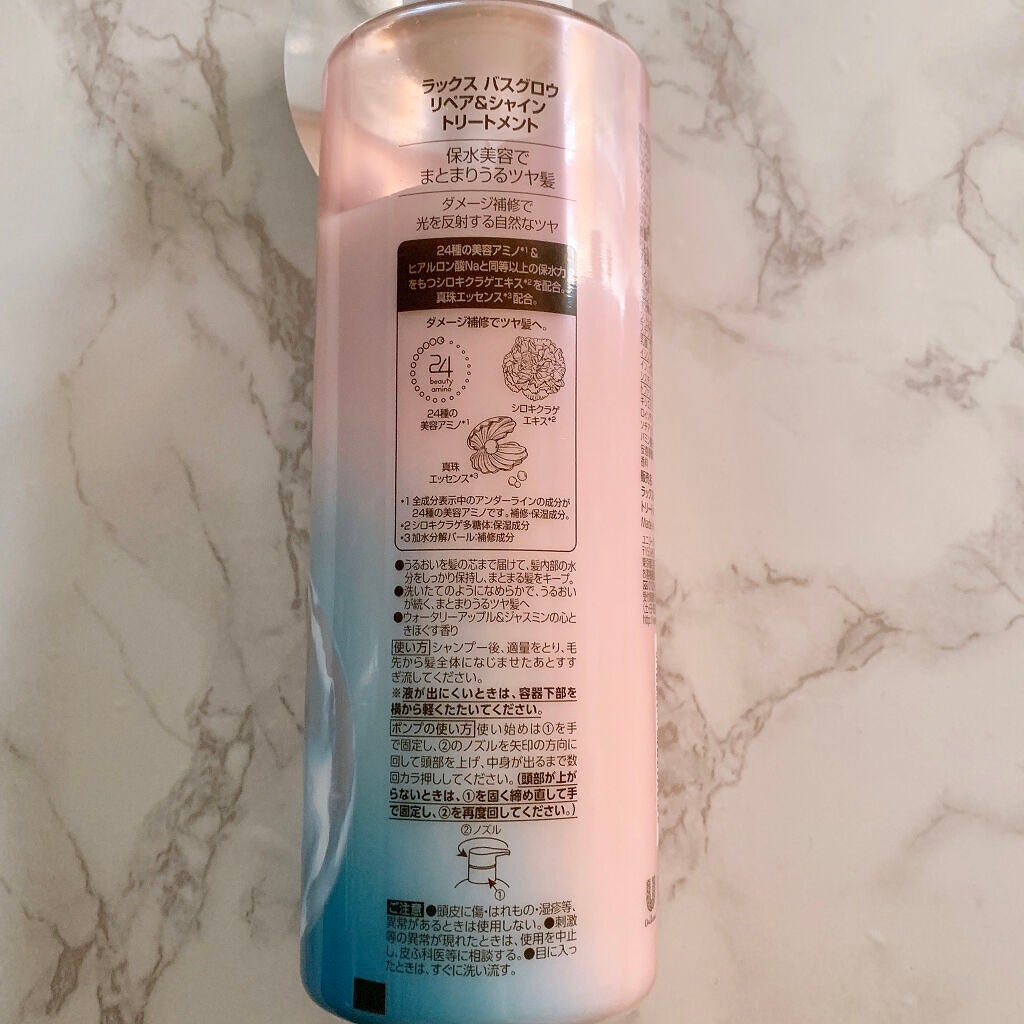 ラックス バスグロウ
リペア&シャイン
トリートメント
保水美容で
まとまりうるツヤ髪
ダメージ補修で
光を反射する自然なツヤ
24種の美容アミノ*1 &
ヒアルロン酸Naと同等以上の保水力
をもつシロキクラゲエキス*2を配合。
真珠エッセンス*3配合。
ダメージ補修でツヤ髪へ。
24
beauty
amino
24種の
美容アミノ*1
シロキクラゲ
エキス*2
真珠
エッセンス*3
*1 全成分表示中のアンダーラインの成分が
24種の美容アミノです。補修・保湿成分。
*2 シロキクラゲ多糖体:保湿成分
*3 加水分解パール:補修成分
●うるおいを髪の芯まで届けて、髪内部の水
分をしっかり保持し、まとまる髪をキープ。
●洗いたてのようになめらかで、うるおい
が続く、まとまりうるツヤ髪へ
●ウォータリーアップル&ジャスミンの心と
きほぐす香り
使い方 シャンプー後、適量をとり、毛
先から髪全体になじませたあとすす
ぎ流してください。
※液が出にくいときは、容器下部を
横から軽くたたいてください。
ポンプの使い方 使い始めは①を手
で固定し、②のノズルを矢印の方向に
回して頭部を上げ、中身が出るまで数
回カラ押ししてください。(頭部が上が
らないときは、①を固く締め直して手
で固定し、②を再度回してください。)
②ノズル
①
ご注意 ●頭皮に傷・はれもの・湿疹等、
異常があるときは使用しない。●刺激
等の異常が現れたときは、使用を中止
し、皮ふ科医等に相談する。●目に入っ
たときは、すぐに洗い流す。